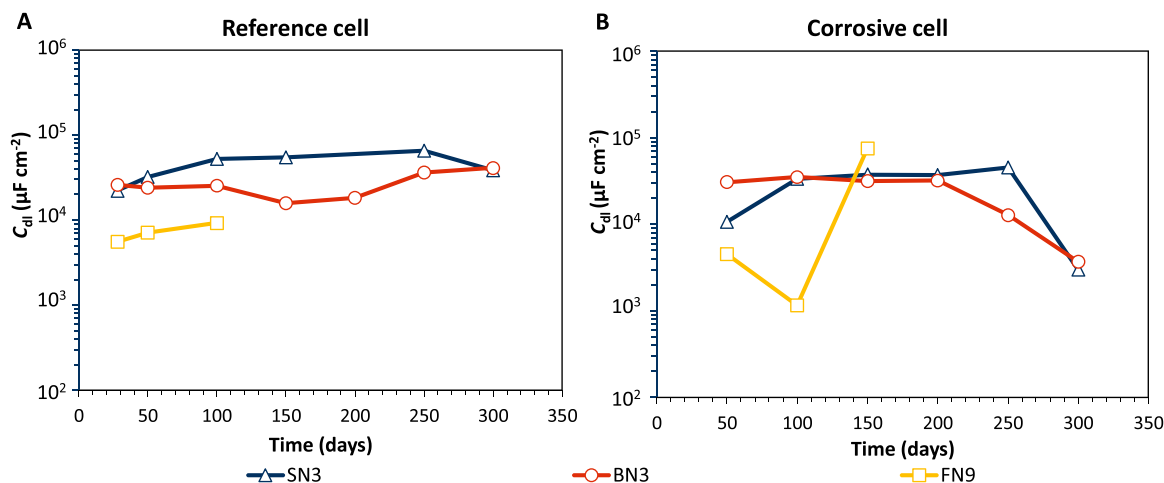 A
Reference cell
10⁶
10⁵
10⁴
10³
10²
C_dl (µF cm⁻²)
0 50 100 150 200 250 300 350
Time (days)
B
Corrosive cell
10⁶
10⁵
10⁴
10³
10²
C_dl (µF cm⁻²)
0 50 100 150 200 250 300 350
Time (days)
SN3 BN3 FN9